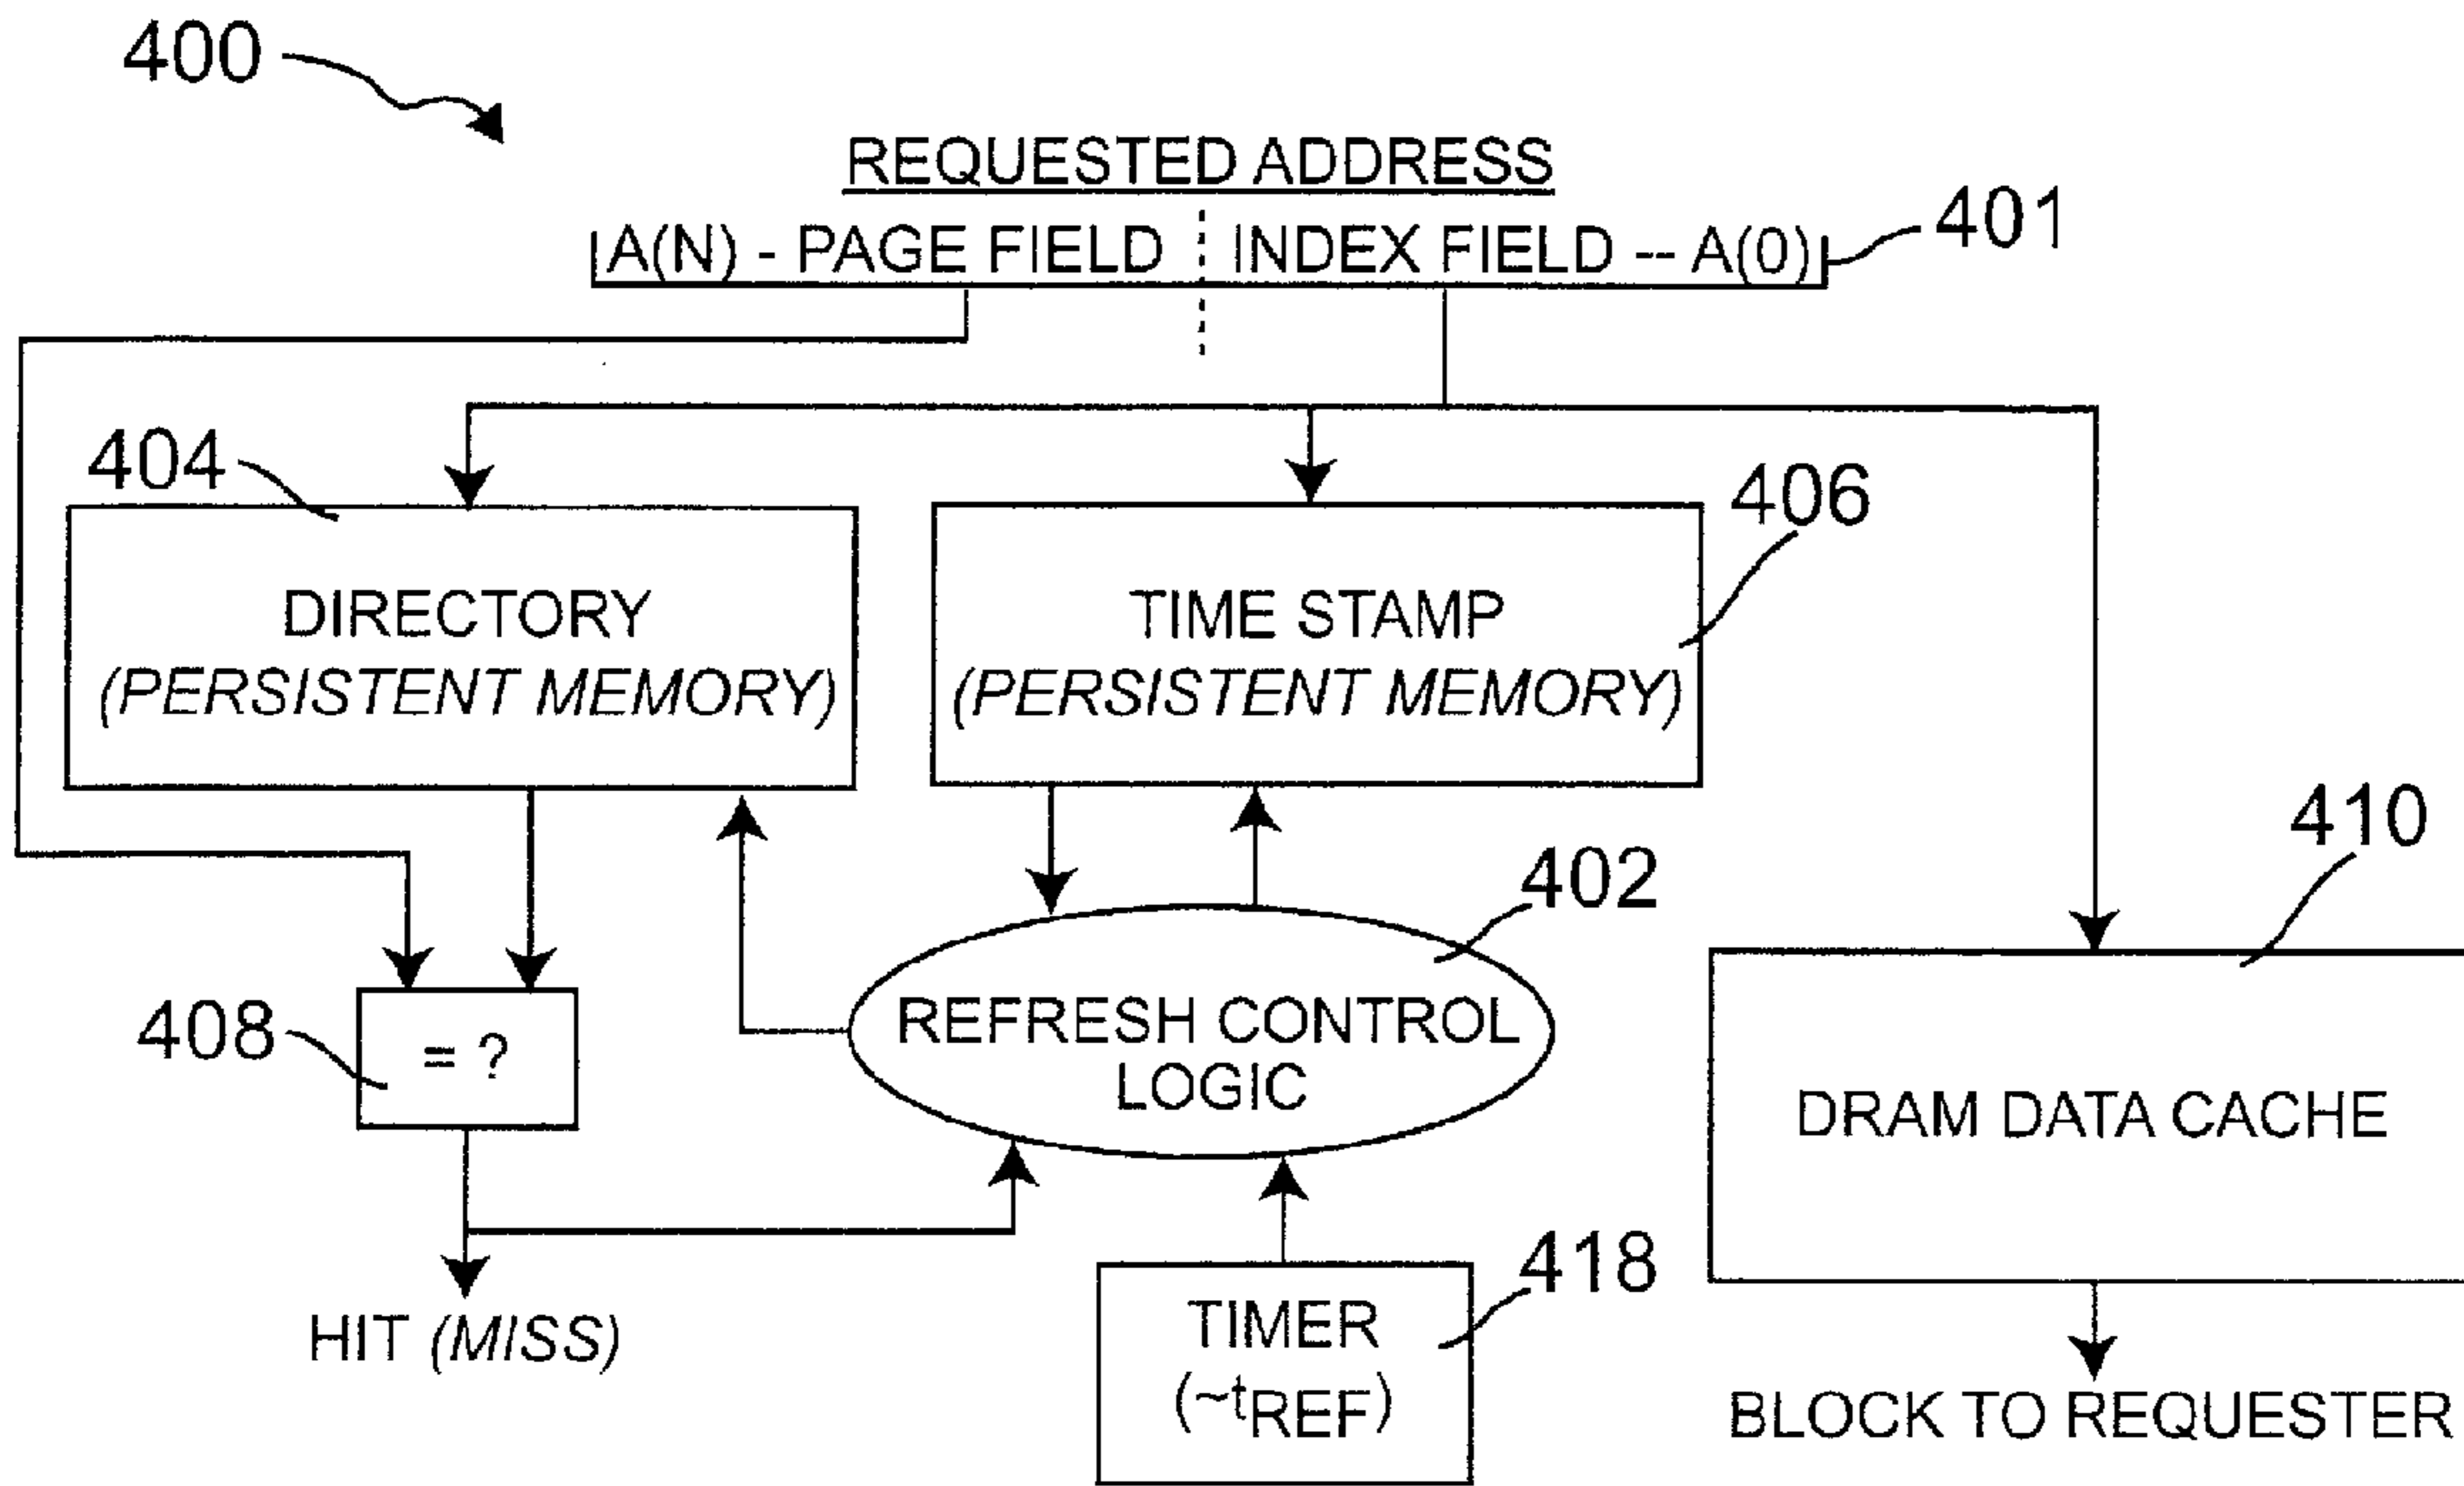 400
REQUESTED ADDRESS
A(N) - PAGE FIELD INDEX FIELD -- A(0)
401
404
406
DIRECTORY
(PERSISTENT MEMORY)
TIME STAMP
(PERSISTENT MEMORY)
410
402
408
= ?
REFRESH CONTROL
LOGIC
DRAM DATA CACHE
418
HIT (MISS)
TIMER
(~tREF)
BLOCK TO REQUESTER